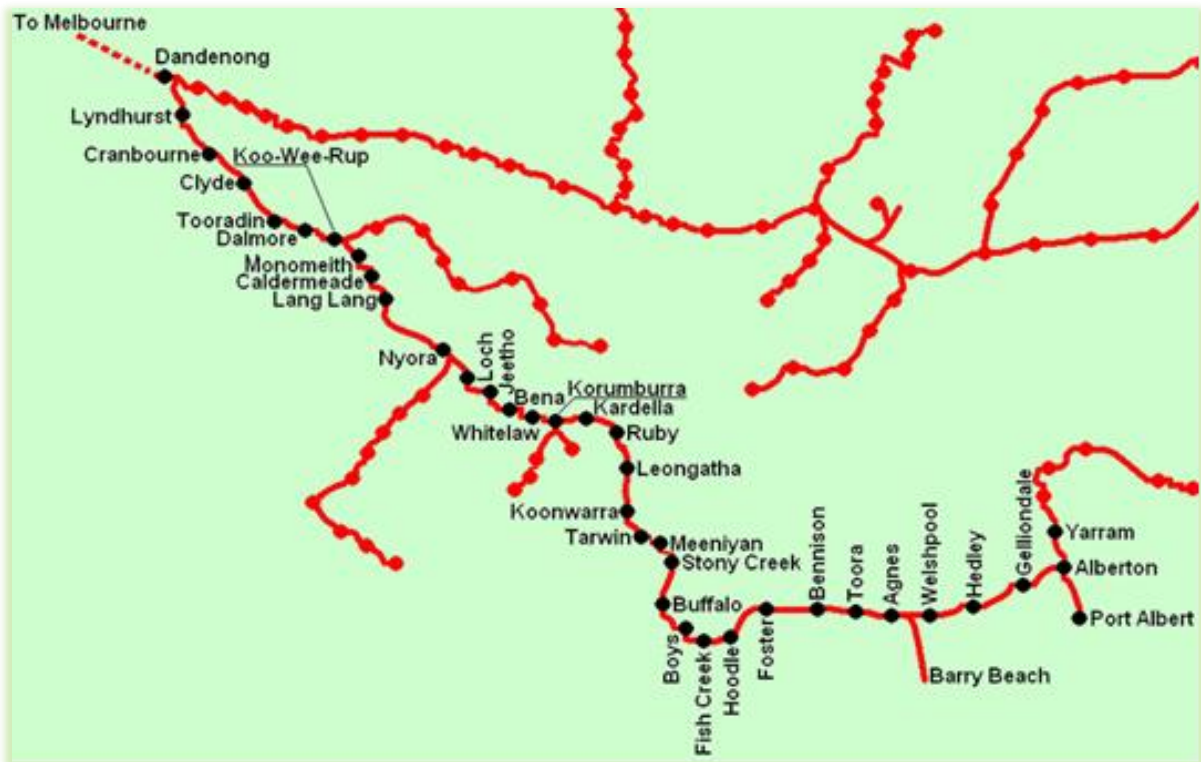 To Melbourne
Dandenong
Lyndhurst
Cranbourne
Koo-Wee-Rup
Clyde
Tooradin
Dalmore
Monomeith
Caldermeade
Lang Lang
Nyora
Loch
Jeetho
Bena
Korumburra
Whitelaw
Kardella
Ruby
Leongatha
Koonwarra
Tarwin
Meeniyan
Stony Creek
Buffalo
Boys
Fish Creek
Hoodle
Foster
Bennison
Toora
Agnes
Welshpool
Barry Beach
Hedley
Gelliondale
Yarram
Alberton
Port Albert